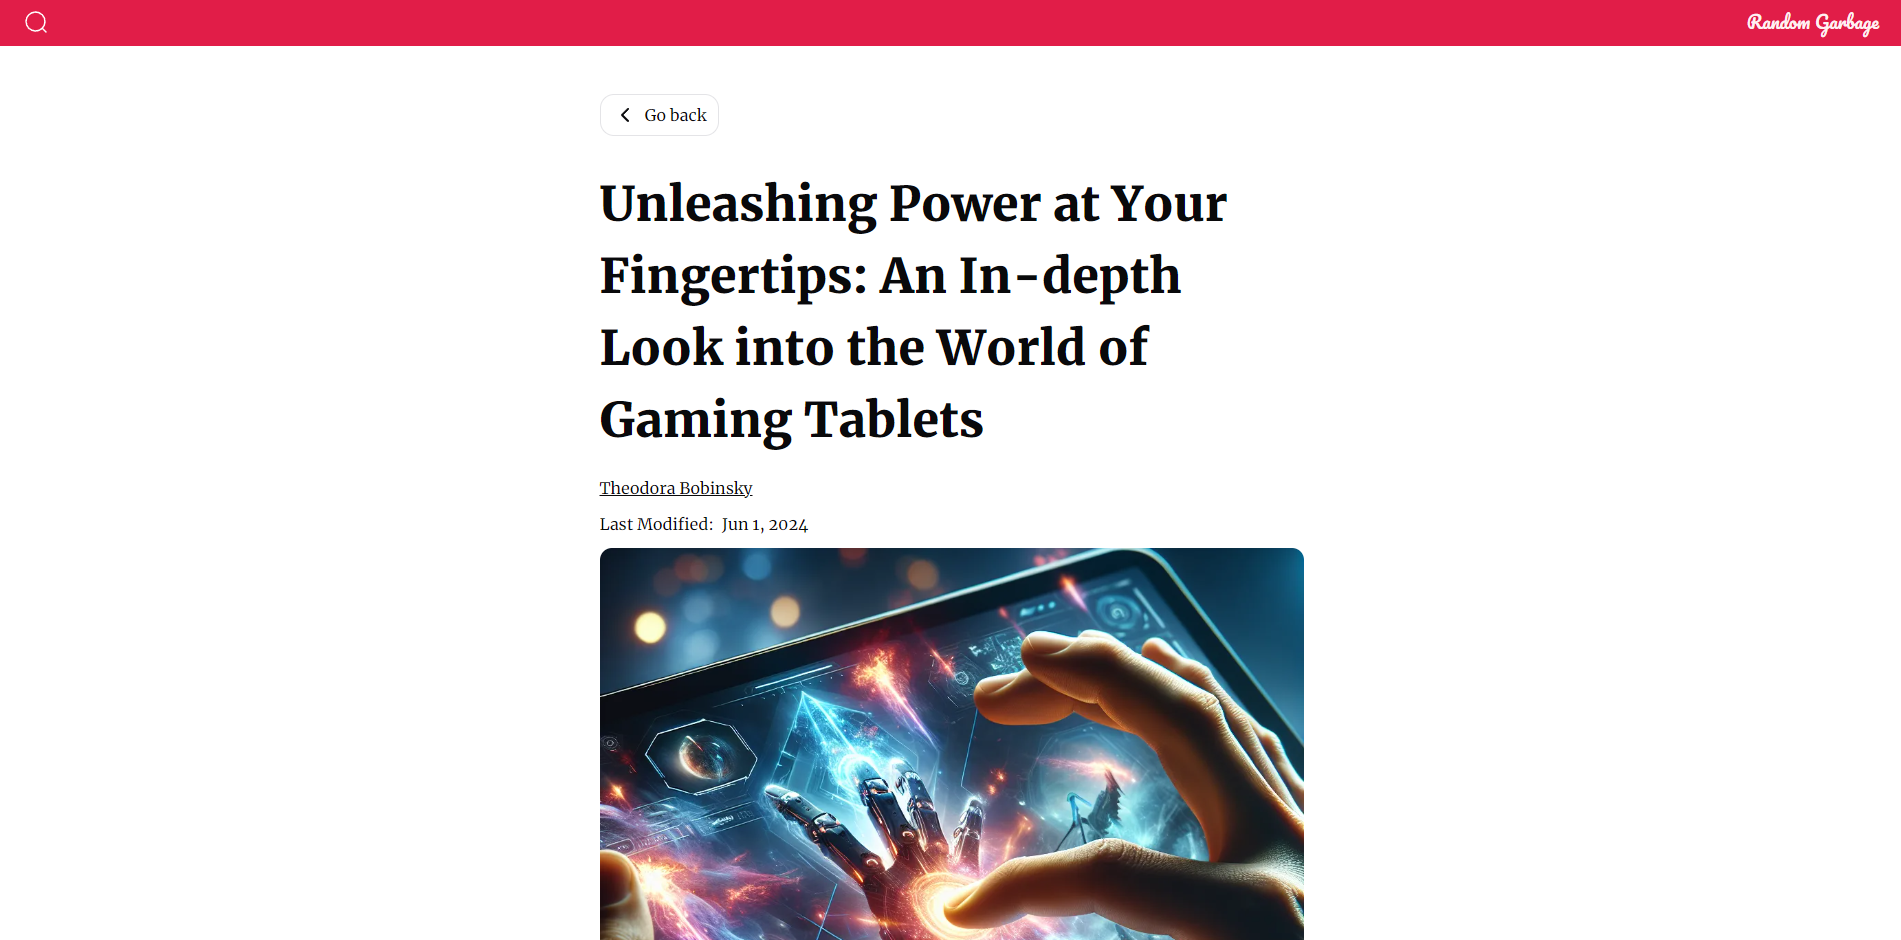 Random Garbage
Go back
Unleashing Power at Your
Fingertips: An In-depth
Look into the World of
Gaming Tablets
Theodora Bobinsky
Last Modified: Jun 1, 2024